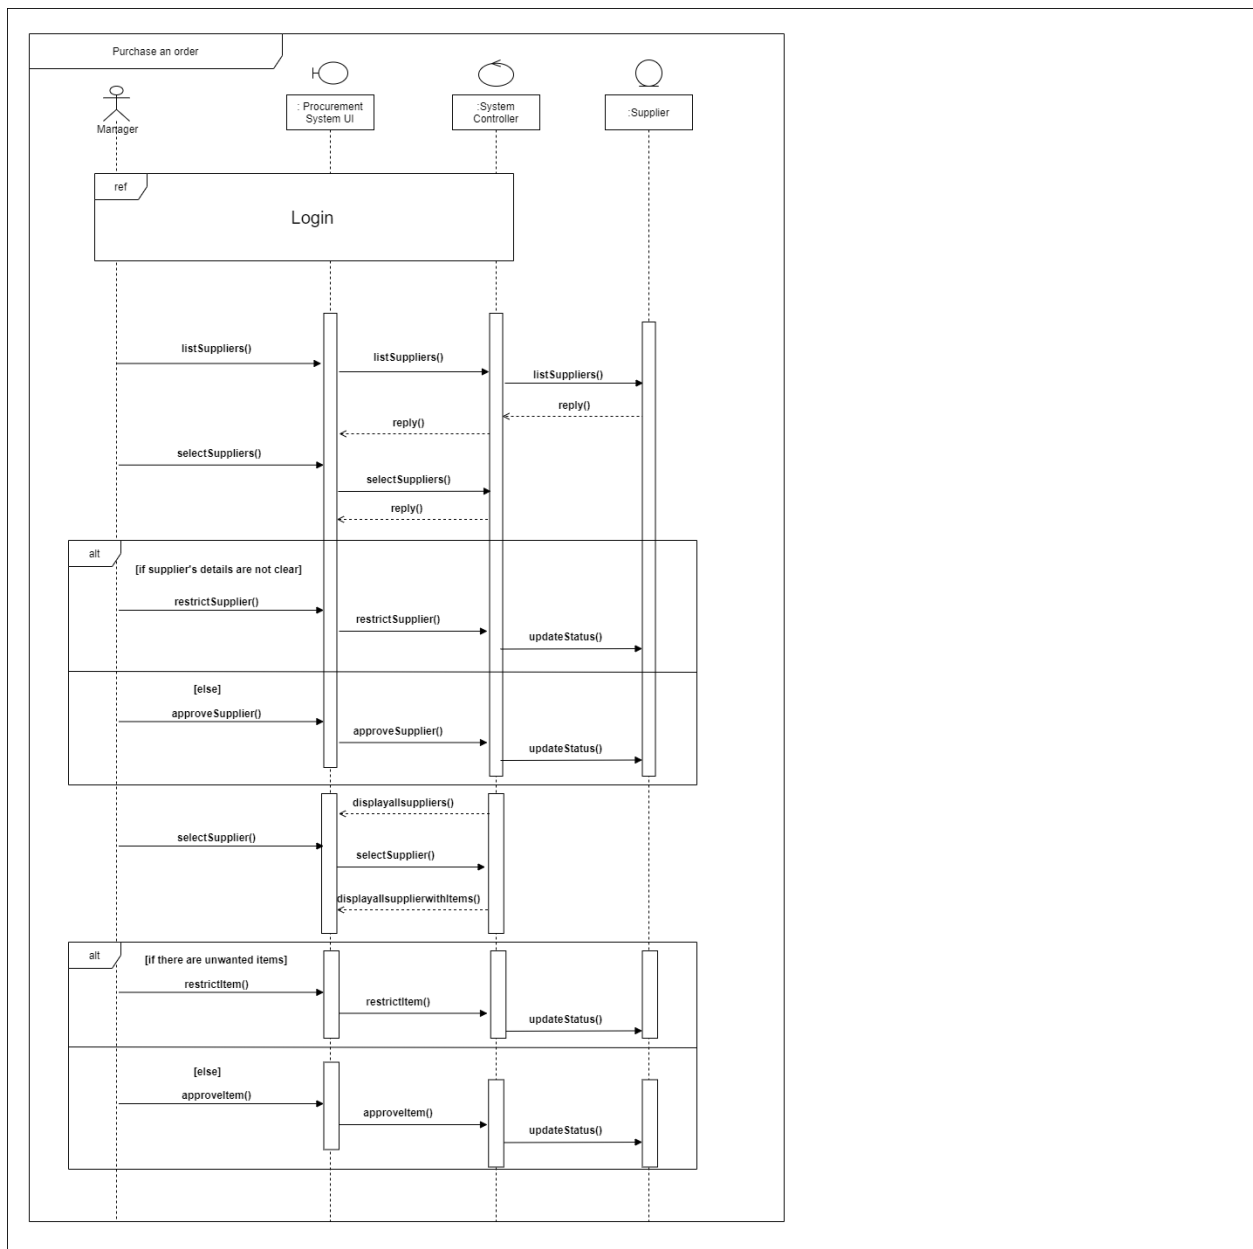 Purchase an order
Manager
: Procurement
System UI
:System
Controller
:Supplier
ref
Login
listSuppliers()
listSuppliers()
listSuppliers()
reply()
reply()
selectSuppliers()
selectSuppliers()
reply()
alt
[if supplier's details are not clear]
restrictSupplier()
restrictSupplier()
updateStatus()
[else]
approveSupplier()
approveSupplier()
updateStatus()
displayallsuppliers()
selectSupplier()
selectSupplier()
displayallsupplierwithItems()
alt
[if there are unwanted items]
restrictItem()
restrictItem()
updateStatus()
[else]
approveItem()
approveItem()
updateStatus()